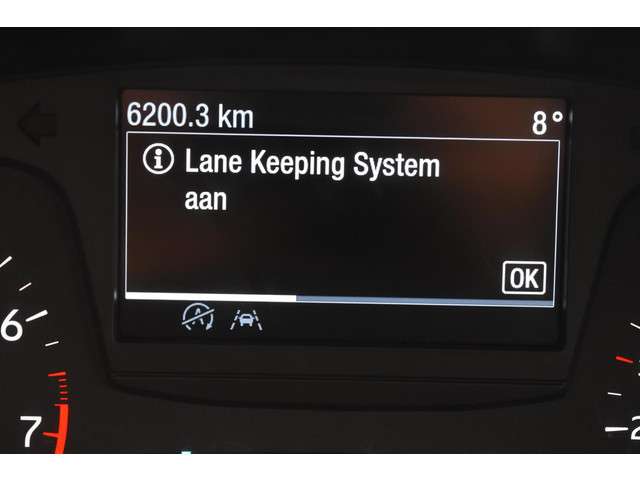 6200.3 km 8°
Lane Keeping System
aan
OK
6
7